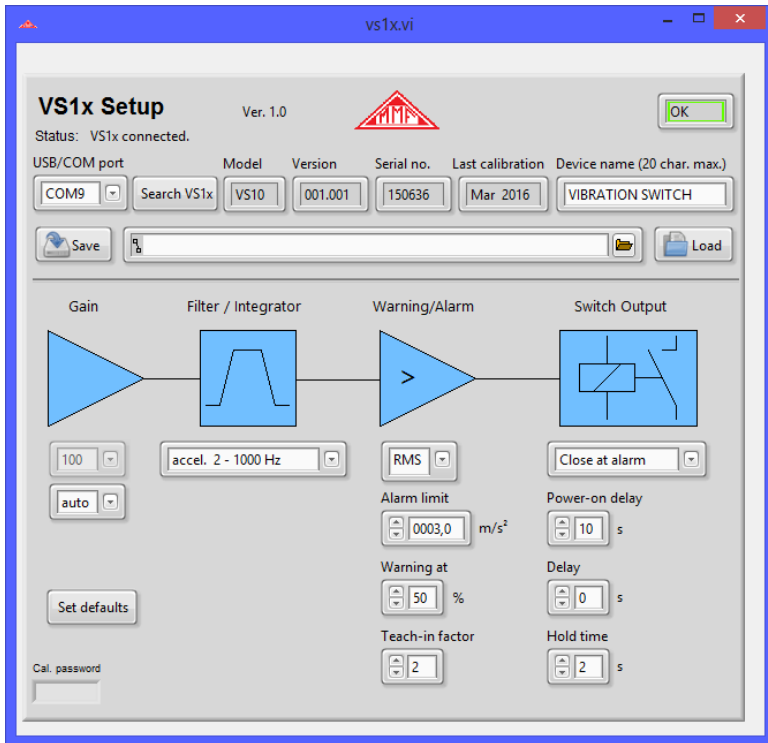 vs1x.vi
VS1x Setup
Ver. 1.0
MMF
OK
Status: VS1x connected.
USB/COM port
Model
Version
Serial no.
Last calibration
Device name (20 char. max.)
COM9
Search VS1x
VS10
001.001
150636
Mar 2016
VIBRATION SWITCH
Save
Load
Gain
Filter / Integrator
Warning/Alarm
Switch Output
>
100
accel. 2 - 1000 Hz
RMS
Close at alarm
auto
Alarm limit
Power-on delay
0003,0 m/s²
10 s
Warning at
Delay
50 %
0 s
Set defaults
Teach-in factor
Hold time
2
2 s
Cal. password